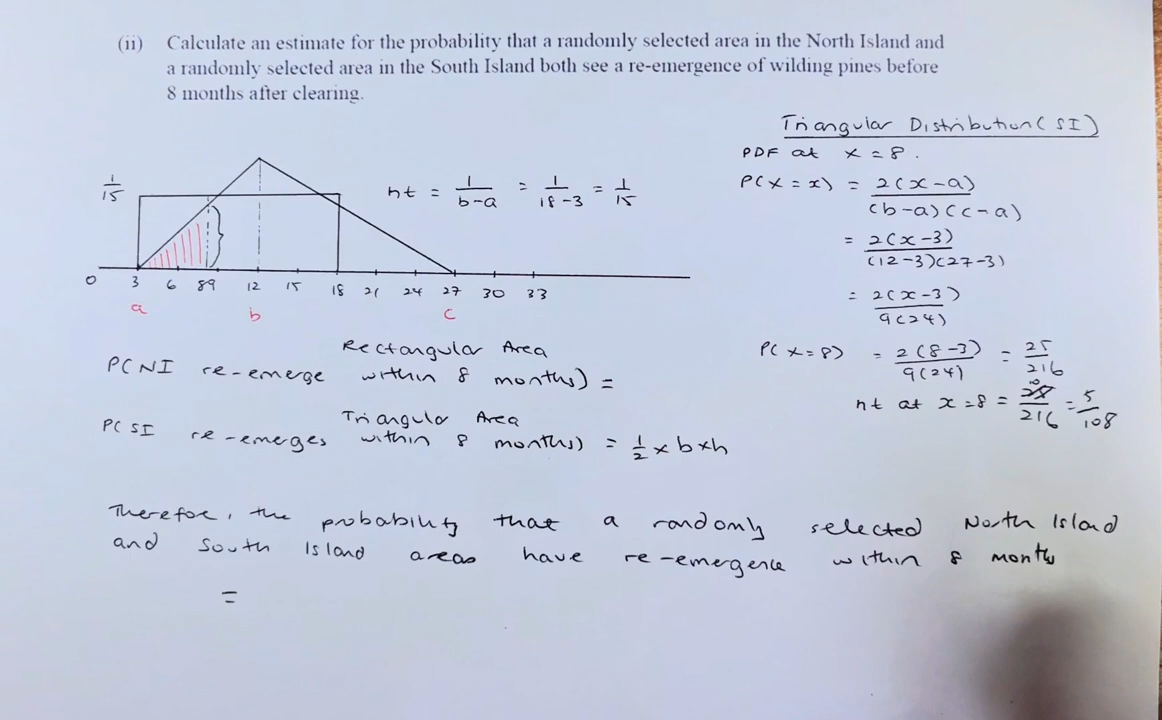 (ii) Calculate an estimate for the probability that a randomly selected area in the North Island and
a randomly selected area in the South Island both see a re-emergence of wilding pines before
8 months after clearing.
Triangular Distribution (SI)
PDF at x = 8.
P(X = x) = 2(x-a) / (b-a)(c-a)
= 2(x-3) / (12-3)(27-3)
= 2(x-3) / 9(24)
P(x=8) = 2(8-3) / 9(24) = 25/216
ht at x=8 = 10/216 = 5/108
1/15
ht = 1/b-a = 1/18-3 = 1/15
0 3 6 8 9 12 15 18 21 24 27 30 33
a b c
Rectangular Area
P(NI re-emerge within 8 months) =
Triangular Area
P(SI re-emerges within 8 months) = 1/2 x b x h
Therefore, the probability that a randomly selected North Island
and South Island areas have re-emergence within 8 months
=